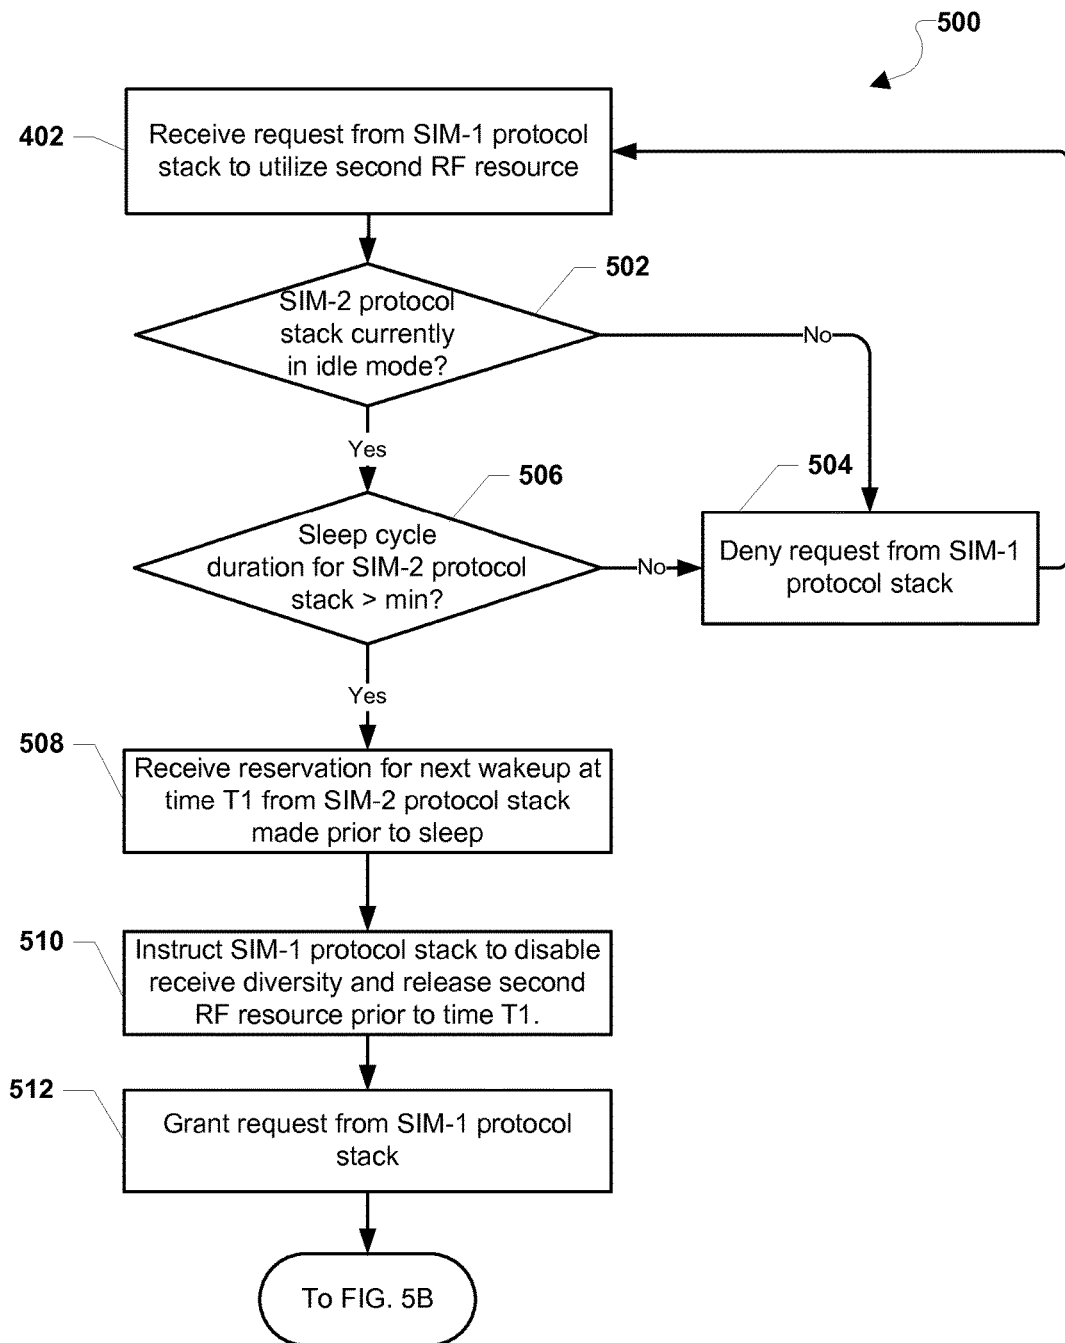 500
402
Receive request from SIM-1 protocol
stack to utilize second RF resource
502
SIM-2 protocol
stack currently
in idle mode?
No
Yes
506
504
Sleep cycle
duration for SIM-2 protocol
stack > min?
No
Deny request from SIM-1
protocol stack
Yes
508
Receive reservation for next wakeup at
time T1 from SIM-2 protocol stack
made prior to sleep
510
Instruct SIM-1 protocol stack to disable
receive diversity and release second
RF resource prior to time T1.
512
Grant request from SIM-1 protocol
stack
To FIG. 5B